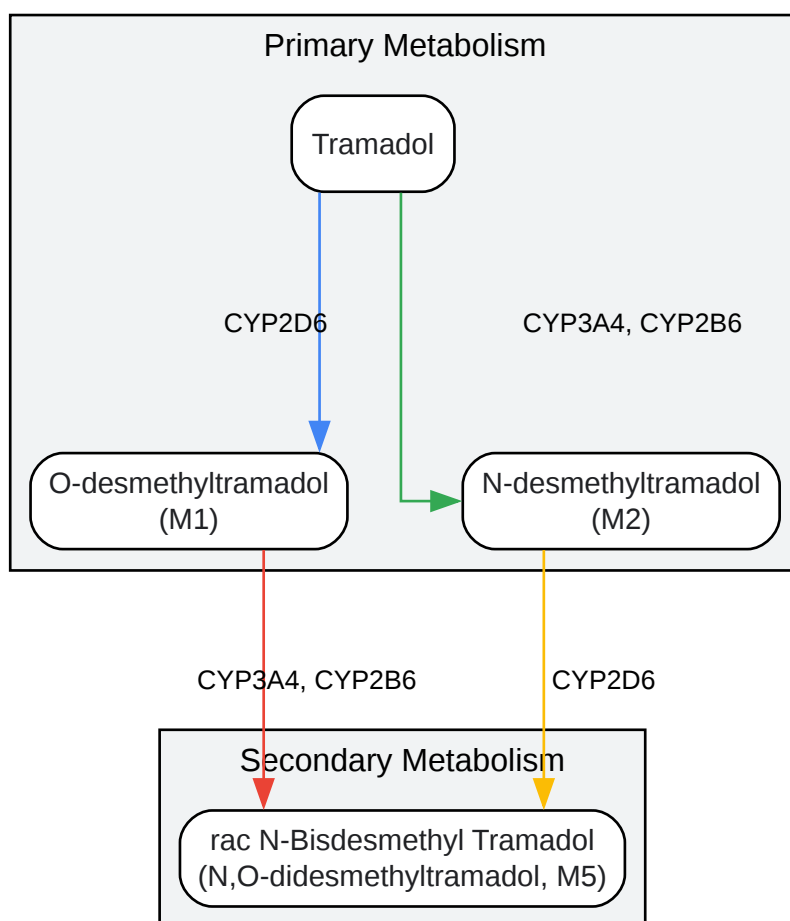 Primary Metabolism
Tramadol
CYP2D6
CYP3A4, CYP2B6
O-desmethyltramadol
(M1)
N-desmethyltramadol
(M2)
CYP3A4, CYP2B6
CYP2D6
Secondary Metabolism
rac N-Bisdesmethyl Tramadol
(N,O-didesmethyltramadol, M5)